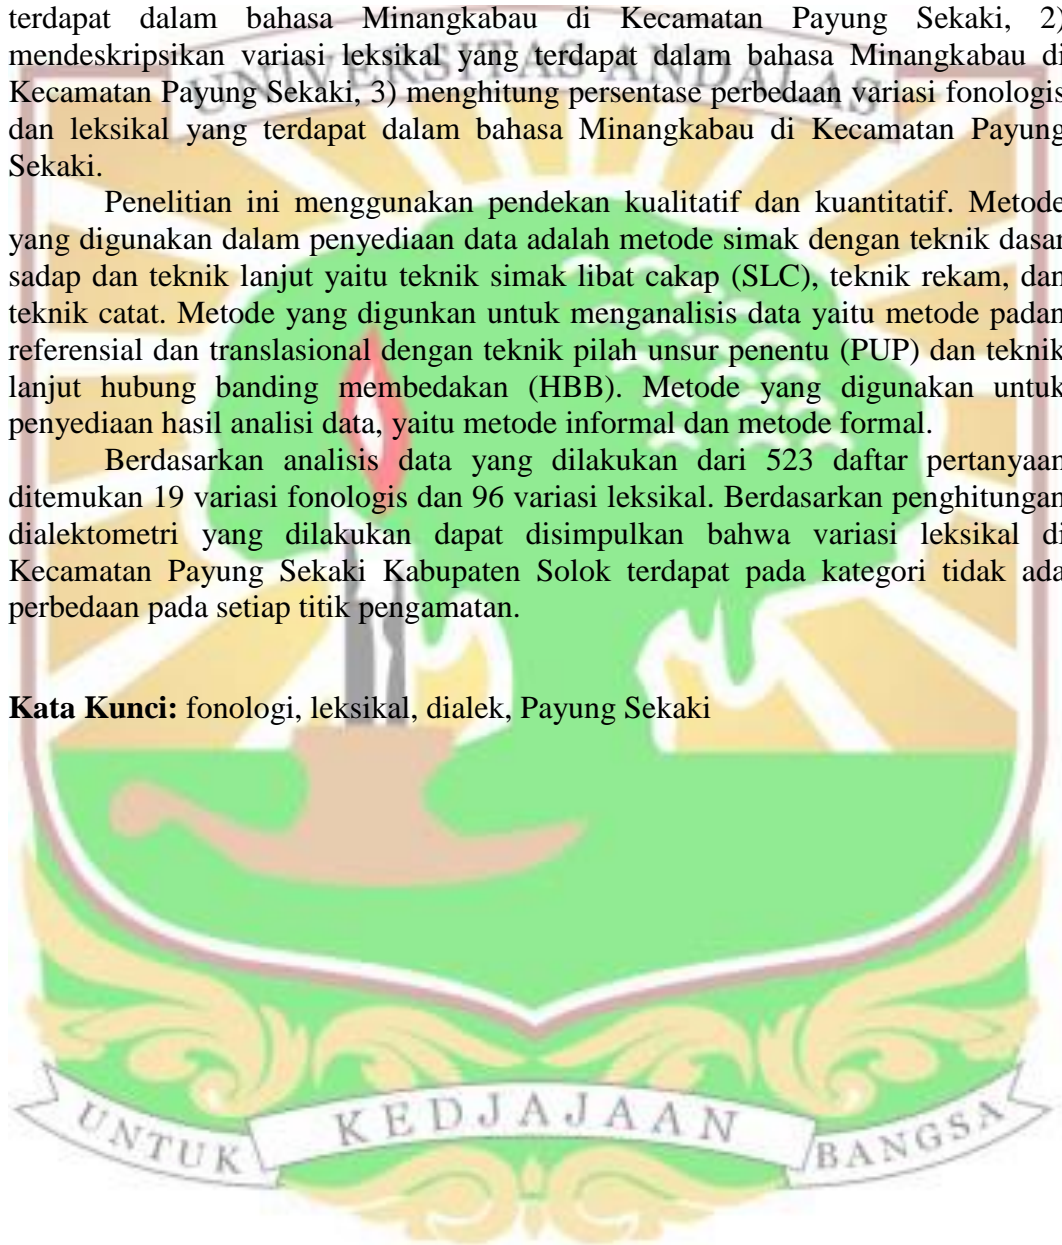 terdapat dalam bahasa Minangkabau di Kecamatan Payung Sekaki, 2)
mendeskripsikan variasi leksikal yang terdapat dalam bahasa Minangkabau di
Kecamatan Payung Sekaki, 3) menghitung persentase perbedaan variasi fonologis
dan leksikal yang terdapat dalam bahasa Minangkabau di Kecamatan Payung
Sekaki.
Penelitian ini menggunakan pendekan kualitatif dan kuantitatif. Metode
yang digunakan dalam penyediaan data adalah metode simak dengan teknik dasar
sadap dan teknik lanjut yaitu teknik simak libat cakap (SLC), teknik rekam, dan
teknik catat. Metode yang digunkan untuk menganalisis data yaitu metode padan
referensial dan translasional dengan teknik pilah unsur penentu (PUP) dan teknik
lanjut hubung banding membedakan (HBB). Metode yang digunakan untuk
penyediaan hasil analisi data, yaitu metode informal dan metode formal.
Berdasarkan analisis data yang dilakukan dari 523 daftar pertanyaan
ditemukan 19 variasi fonologis dan 96 variasi leksikal. Berdasarkan penghitungan
dialektometri yang dilakukan dapat disimpulkan bahwa variasi leksikal di
Kecamatan Payung Sekaki Kabupaten Solok terdapat pada kategori tidak ada
perbedaan pada setiap titik pengamatan.
Kata Kunci: fonologi, leksikal, dialek, Payung Sekaki
UNIVERSITAS ANDALAS
UNTUK KEDJAJAAN BANGSA